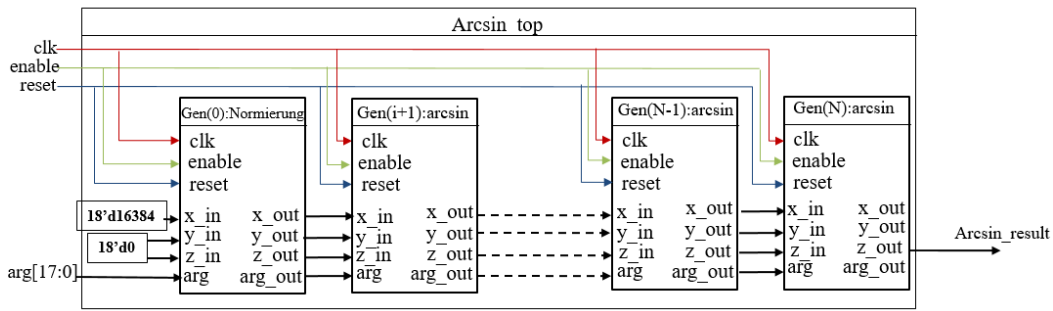 Arcsin_top
clk
enable
reset
Gen(0):Normierung
clk
enable
reset
x_in x_out
y_in y_out
z_in z_out
arg arg_out
Gen(i+1):arcsin
clk
enable
reset
x_in x_out
y_in y_out
z_in z_out
arg arg_out
Gen(N-1):arcsin
clk
enable
reset
x_in x_out
y_in y_out
z_in z_out
arg arg_out
Gen(N):arcsin
clk
enable
reset
x_in x_out
y_in y_out
z_in z_out
arg arg_out
18'd16384
18'd0
arg[17:0]
Arcsin_result